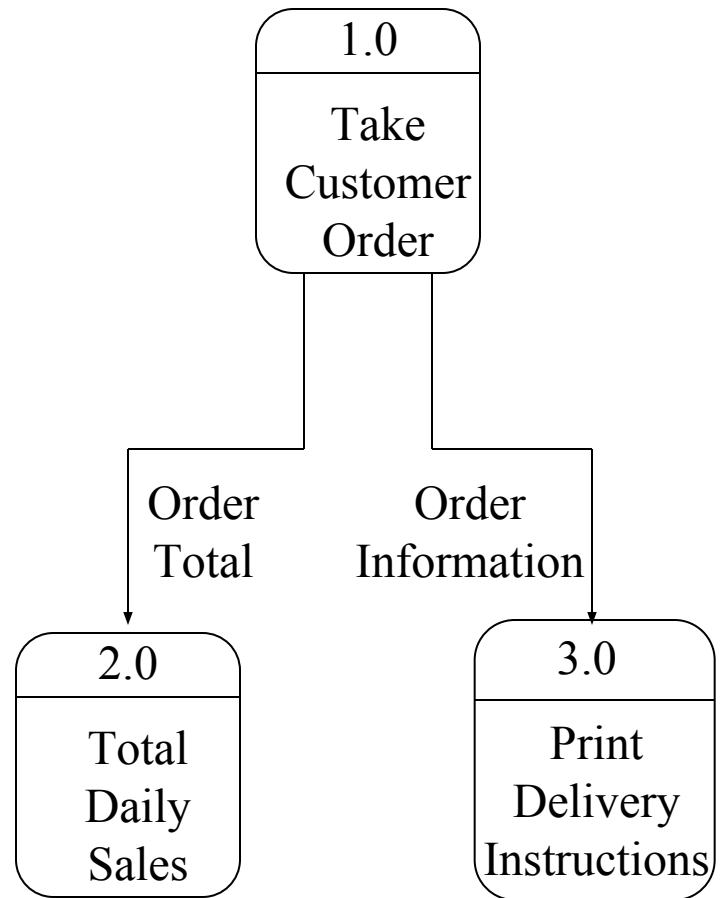 1.0
Take
Customer
Order
Order
Total
Order
Information
2.0
Total
Daily
Sales
3.0
Print
Delivery
Instructions